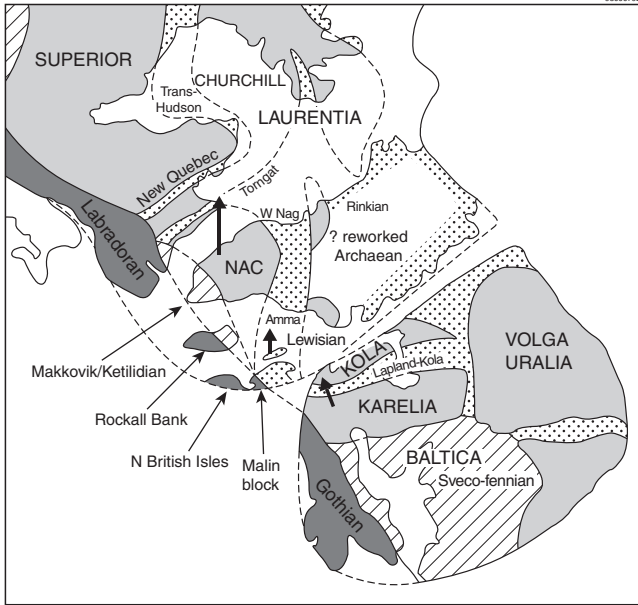 SUPERIOR
CHURCHILL
Trans-
Hudson
LAURENTIA
New Quebec
Torngat
W Nag
Rinkian
? reworked
Archaean
Labradoran
NAC
Amma
Lewisian
KOLA
Lapland-Kola
VOLGA
URALIA
Makkovik/Ketilidian
Rockall Bank
KARELIA
N British Isles
Malin
block
BALTICA
Sveco-fennian
Gothian